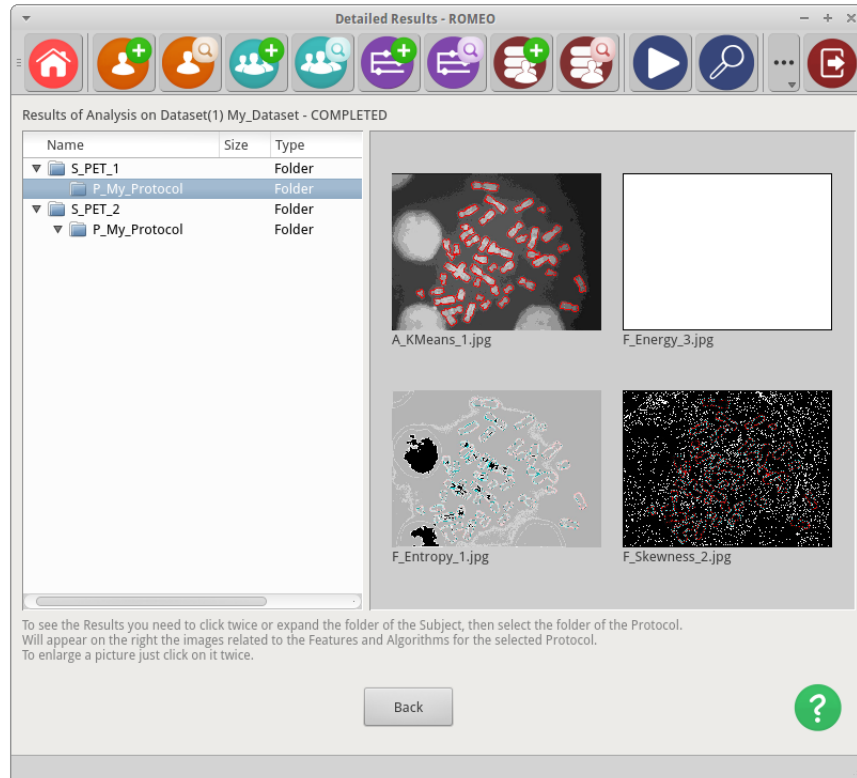 Detailed Results - ROMEO
Results of Analysis on Dataset(1) My_Dataset - COMPLETED
Name Size Type
S_PET_1 Folder
P_My_Protocol Folder
S_PET_2 Folder
P_My_Protocol Folder
A_KMeans_1.jpg
F_Energy_3.jpg
F_Entropy_1.jpg
F_Skewness_2.jpg
To see the Results you need to click twice or expand the folder of the Subject, then select the folder of the Protocol.
Will appear on the right the images related to the Features and Algorithms for the selected Protocol.
To enlarge a picture just click on it twice.
Back
?